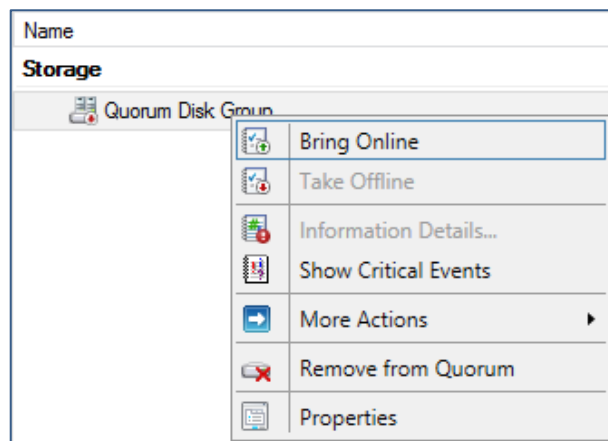 Name
Storage
Quorum Disk Group
Bring Online
Take Offline
Information Details...
Show Critical Events
More Actions
Remove from Quorum
Properties